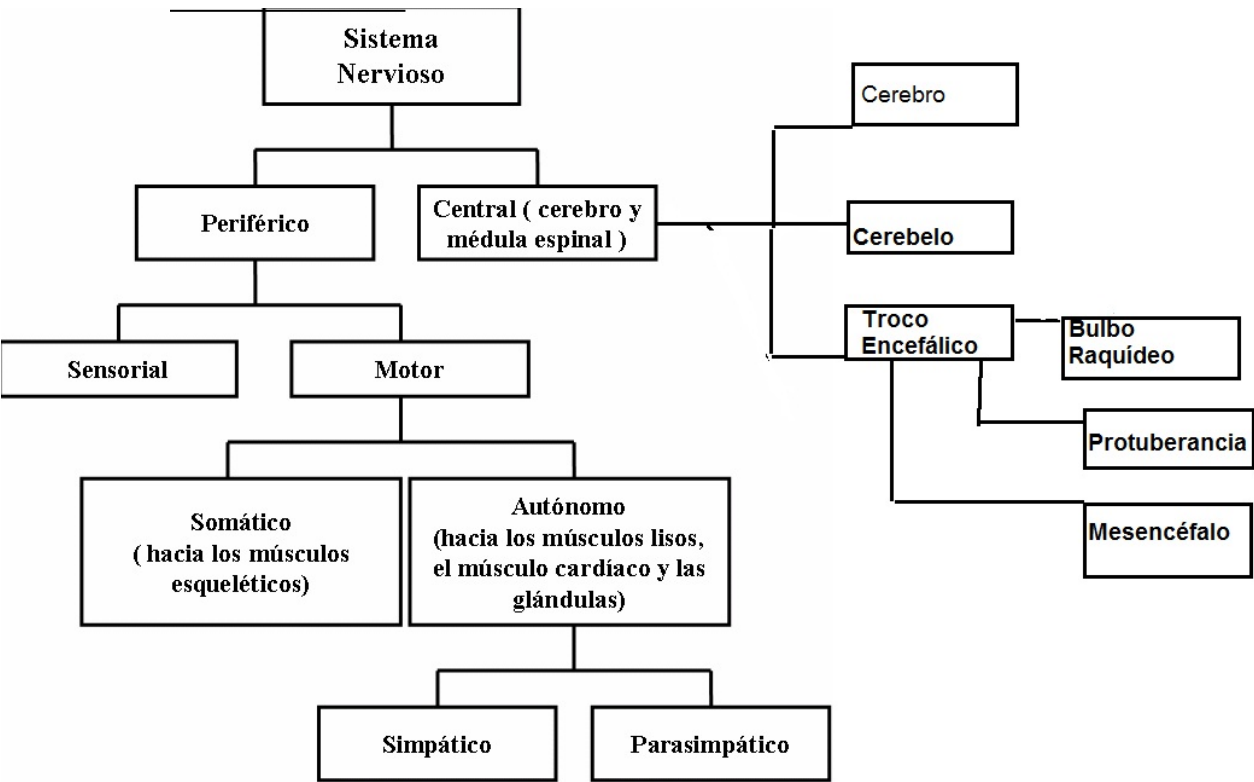 Sistema
Nervioso
Cerebro
Periférico
Central ( cerebro y
médula espinal )
Cerebelo
Troco
Encefálico
Bulbo
Raquídeo
Sensorial
Motor
Protuberancia
Somático
( hacia los músculos
esqueléticos)
Autónomo
(hacia los músculos lisos,
el músculo cardíaco y las
glándulas)
Mesencéfalo
Simpático
Parasimpático